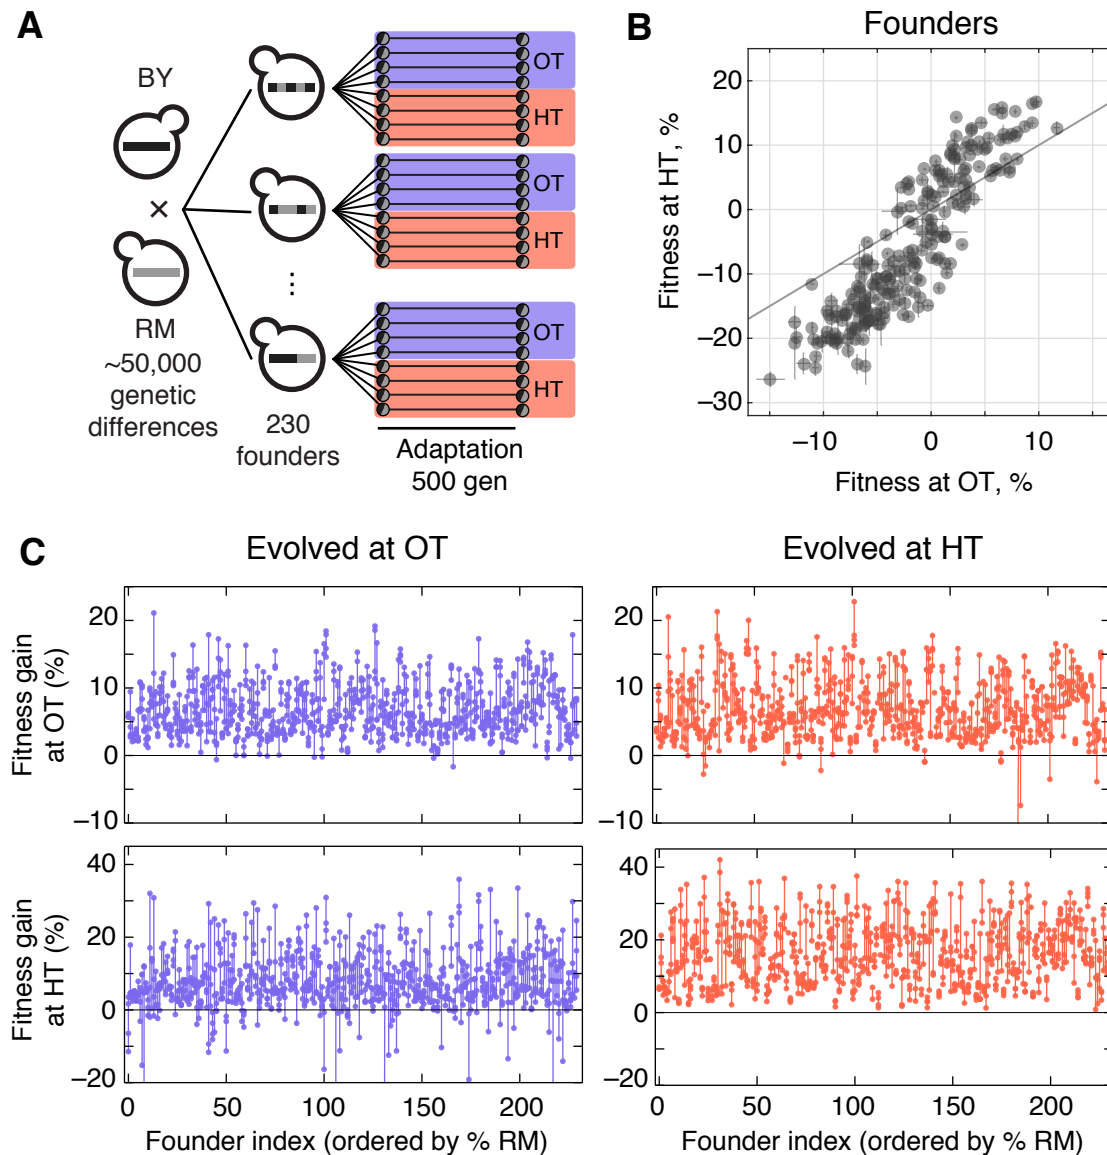 A
BY
×
RM
~50,000
genetic
differences
⋮
230
founders
OT
HT
OT
HT
OT
HT
Adaptation
500 gen
B
Founders
Fitness at HT, %
20
10
0
−10
−20
−30
−10
0
10
Fitness at OT, %
C
Evolved at OT
Evolved at HT
Fitness gain
at OT (%)
20
10
0
−10
20
10
0
−10
Fitness gain
at HT (%)
40
20
0
−20
0
50
100
150
200
Founder index (ordered by % RM)
40
20
0
−20
0
50
100
150
200
Founder index (ordered by % RM)